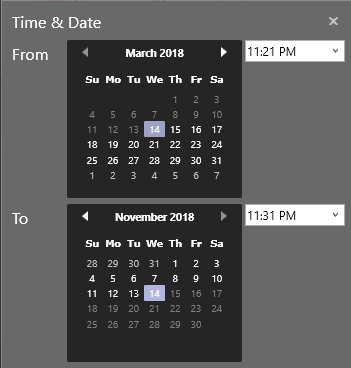 Time & Date
From
March 2018
11:21 PM
Su Mo Tu We Th Fr Sa
1 2 3
4 5 6 7 8 9 10
11 12 13 14 15 16 17
18 19 20 21 22 23 24
25 26 27 28 29 30 31
1 2 3 4 5 6 7
To
November 2018
11:31 PM
Su Mo Tu We Th Fr Sa
28 29 30 31 1 2 3
4 5 6 7 8 9 10
11 12 13 14 15 16 17
18 19 20 21 22 23 24
25 26 27 28 29 30